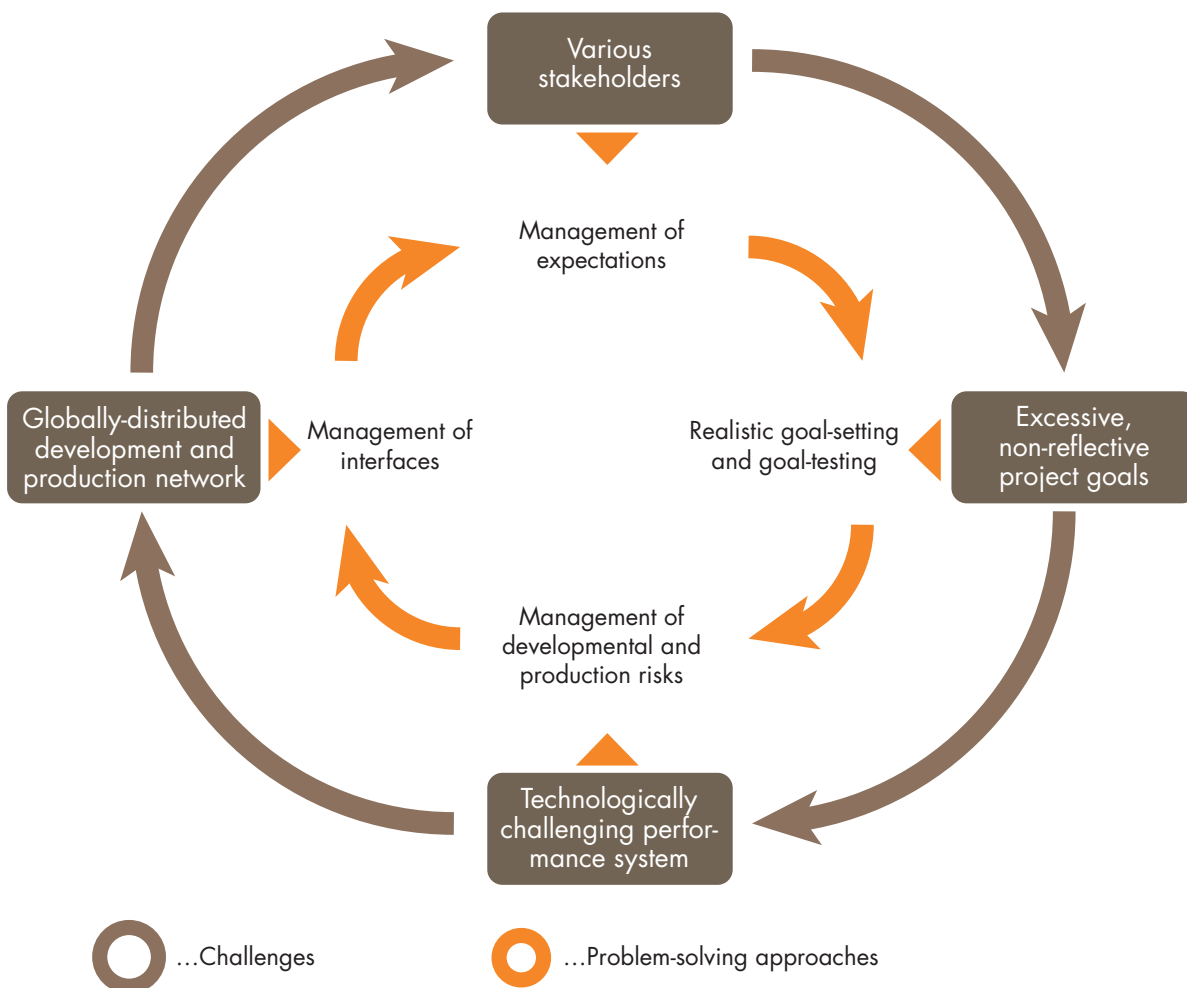 Various
stakeholders
Management of
expectations
Globally-distributed
development and
production network
Management of
interfaces
Realistic goal-setting
and goal-testing
Excessive,
non-reflective
project goals
Management of
developmental and
production risks
Technologically
challenging perfor-
mance system
...Challenges
...Problem-solving approaches